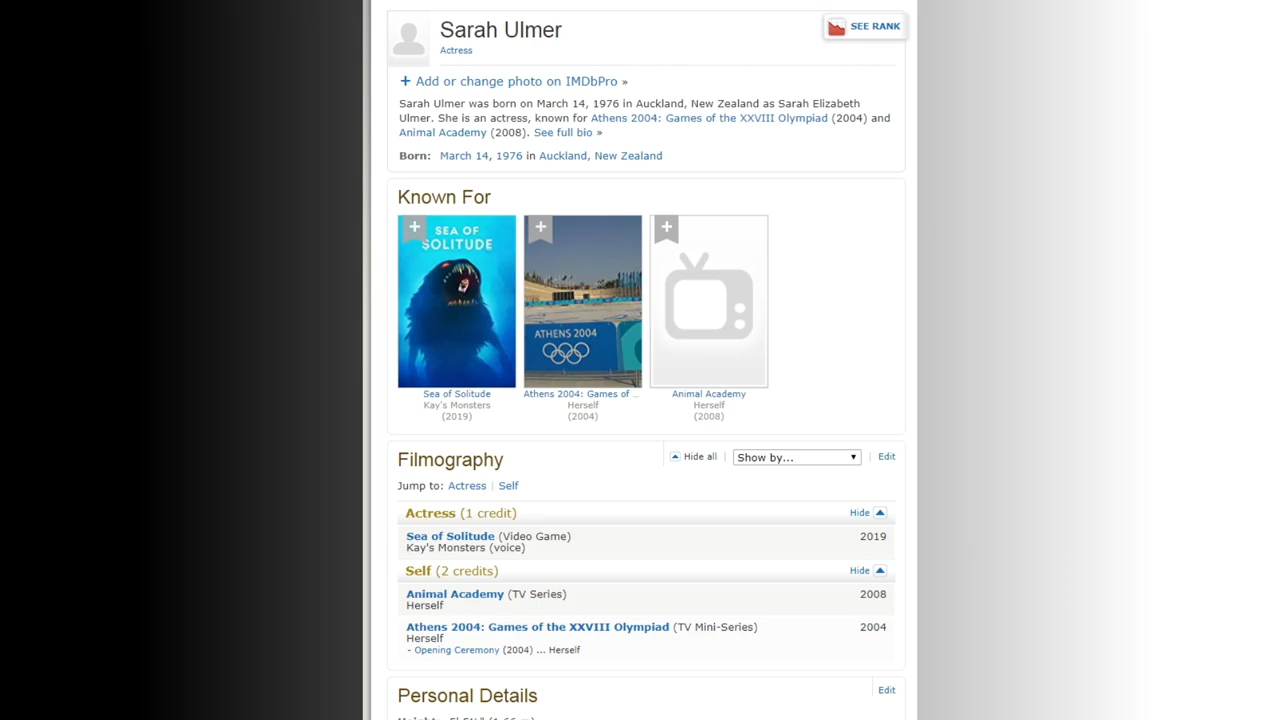 Sarah Ulmer
SEE RANK
Actress
+ Add or change photo on IMDbPro »
Sarah Ulmer was born on March 14, 1976 in Auckland, New Zealand as Sarah Elizabeth
Ulmer. She is an actress, known for Athens 2004: Games of the XXVIII Olympiad (2004) and
Animal Academy (2008). See full bio »
Born: March 14, 1976 in Auckland, New Zealand
Known For
SEA OF
SOLITUDE
ATHENS 2004
Sea of Solitude
Kay's Monsters
(2019)
Athens 2004: Games of ...
Herself
(2004)
Animal Academy
Herself
(2008)
Filmography
Hide all | Show by... | Edit
Jump to: Actress | Self
Actress (1 credit) Hide
Sea of Solitude (Video Game) 2019
Kay's Monsters (voice)
Self (2 credits) Hide
Animal Academy (TV Series) 2008
Herself
Athens 2004: Games of the XXVIII Olympiad (TV Mini-Series) 2004
Herself
- Opening Ceremony (2004) ... Herself
Personal Details Edit